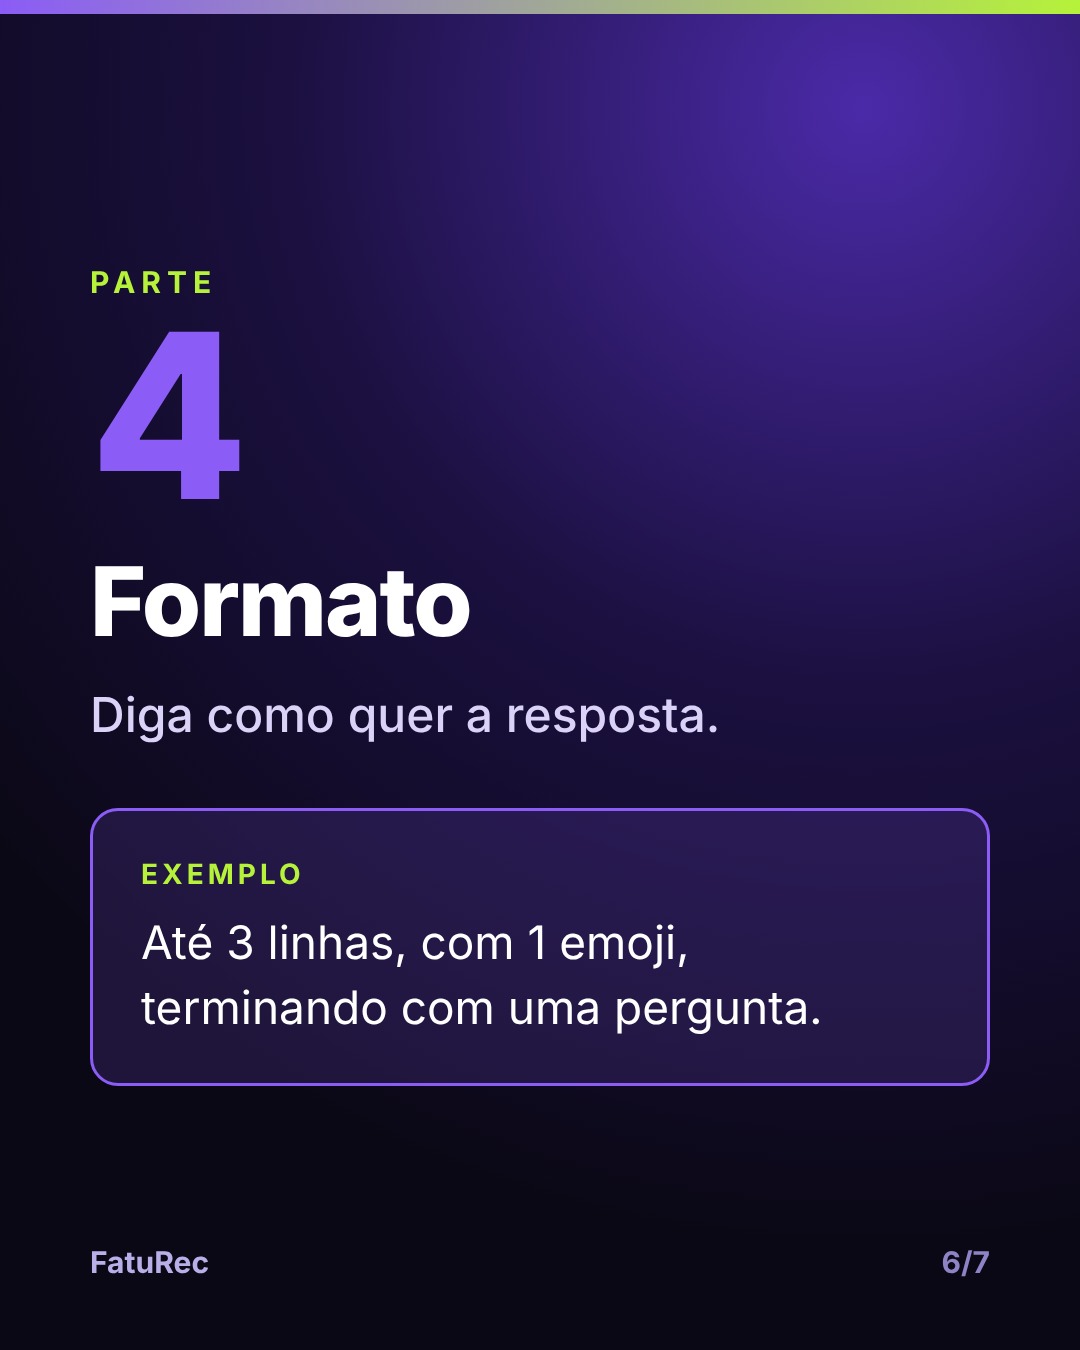 PARTE
4
Formato
Diga como quer a resposta.
EXEMPLO
Até 3 linhas, com 1 emoji,
terminando com uma pergunta.
FatuRec
6/7